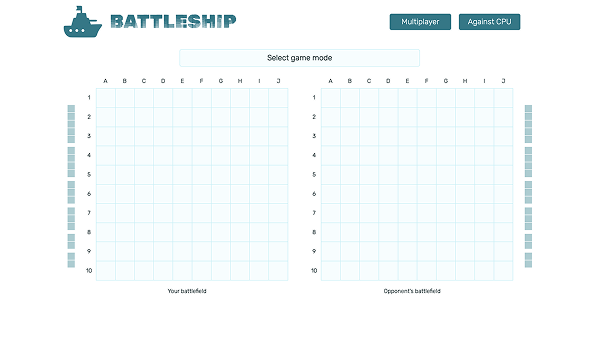 BATTLESHIP
Multiplayer
Against CPU
Select game mode
A B C D E F G H I J
1
2
3
4
5
6
7
8
9
10
Your battlefield
A B C D E F G H I J
1
2
3
4
5
6
7
8
9
10
Opponent's battlefield